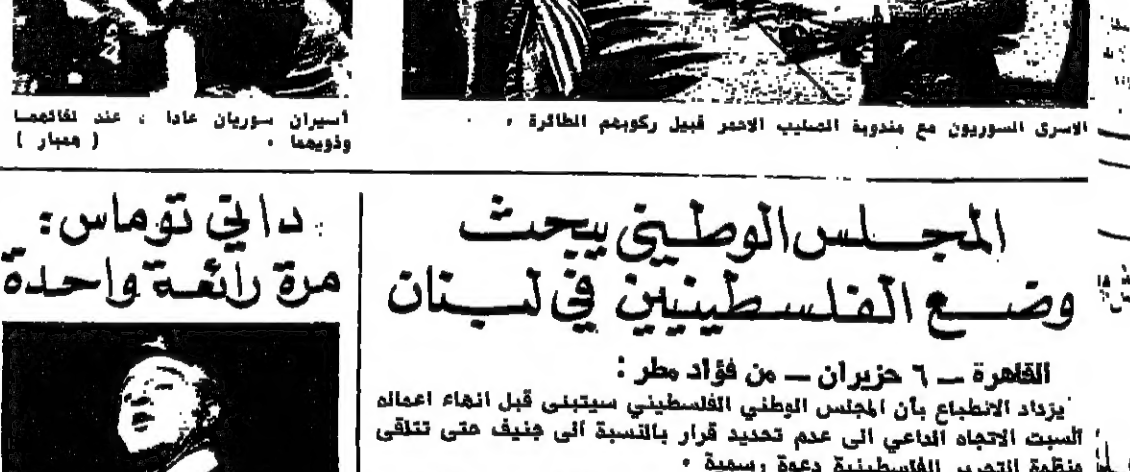 الاسرى السوريون مع مندوبة الصليب الاحمر قبيل ركوبهم الطائرة .
أسيران سوريان عادا ، عند لقائهما
وذويهما . ( همبار )
المجلس الوطني يبحث
وضع الفلسطينيين في لبنان
القاهرة — ٦ حزيران — من فؤاد مطر :
يزداد الانطباع بأن المجلس الوطني الفلسطيني سيتبنى قبل انهاء اعماله
السبت الاتجاه الداعي الى عدم تحديد قرار بالنسبة الى جنيف حتى تتلقى
منظمة التحرير الفلسطينية دعوة رسمية .
داني توماس:
مرة رائعة واحدة